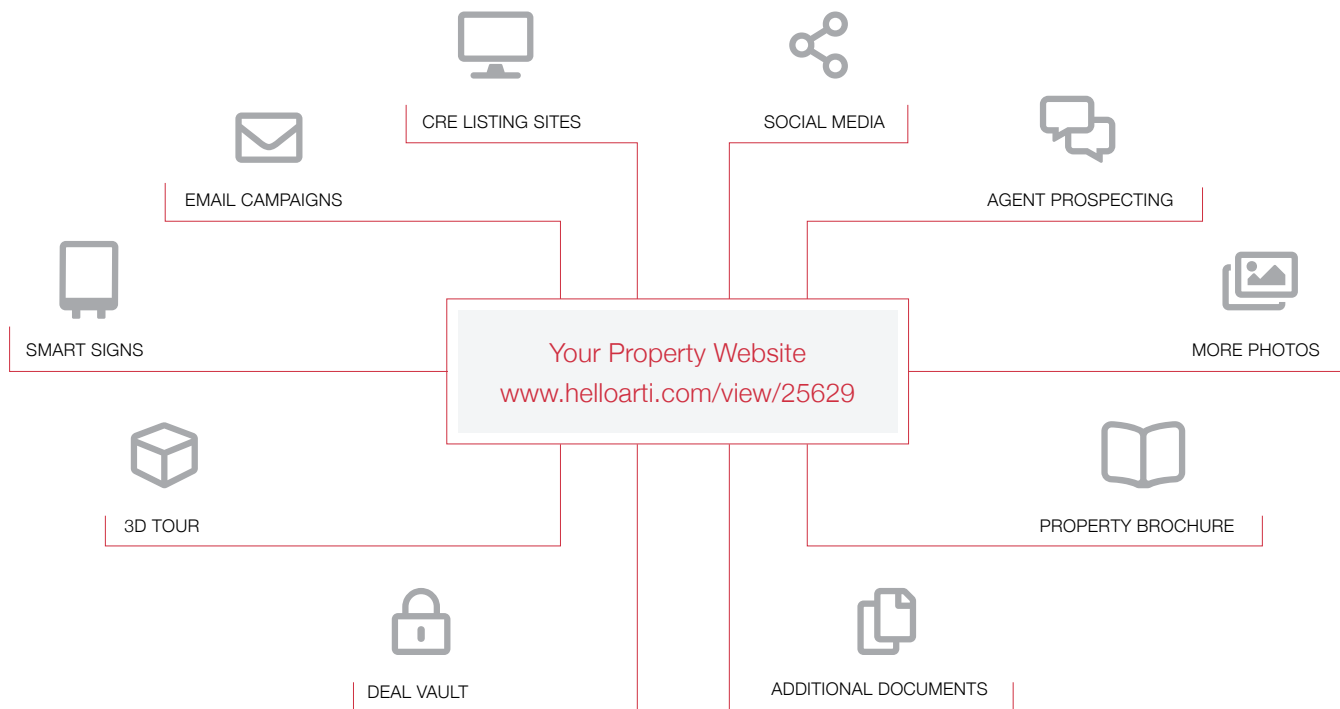 CRE LISTING SITES
SOCIAL MEDIA
EMAIL CAMPAIGNS
AGENT PROSPECTING
SMART SIGNS
Your Property Website
www.helloarti.com/view/25629
MORE PHOTOS
3D TOUR
PROPERTY BROCHURE
DEAL VAULT
ADDITIONAL DOCUMENTS